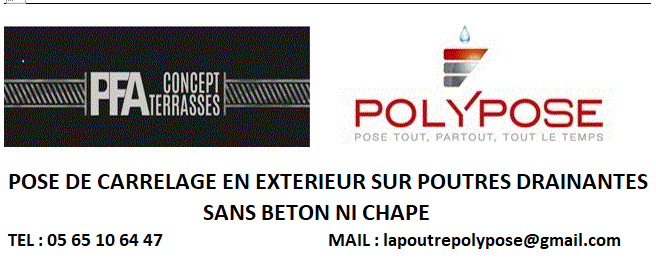 PFA CONCEPT TERRASSES
POLYPOSE
POSE TOUT, PARTOUT, TOUT LE TEMPS
POSE DE CARRELAGE EN EXTERIEUR SUR POUTRES DRAINANTES
SANS BETON NI CHAPE
TEL : 05 65 10 64 47 MAIL : lapoutrepolypose@gmail.com